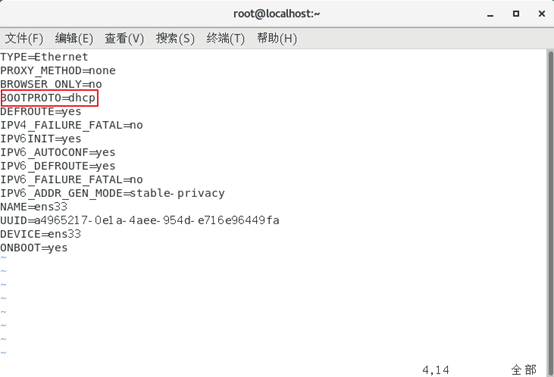 root@localhost:~
文件(F) 编辑(E) 查看(V) 搜索(S) 终端(T) 帮助(H)
TYPE=Ethernet
PROXY_METHOD=none
BROWSER_ONLY=no
BOOTPROTO=dhcp
DEFROUTE=yes
IPV4_FAILURE_FATAL=no
IPV6INIT=yes
IPV6_AUTOCONF=yes
IPV6_DEFROUTE=yes
IPV6_FAILURE_FATAL=no
IPV6_ADDR_GEN_MODE=stable-privacy
NAME=ens33
UUID=a4965217-0e1a-4aee-954d-e716e96449fa
DEVICE=ens33
ONBOOT=yes
~
~
~
~
~
~
~
~
4,14 全部